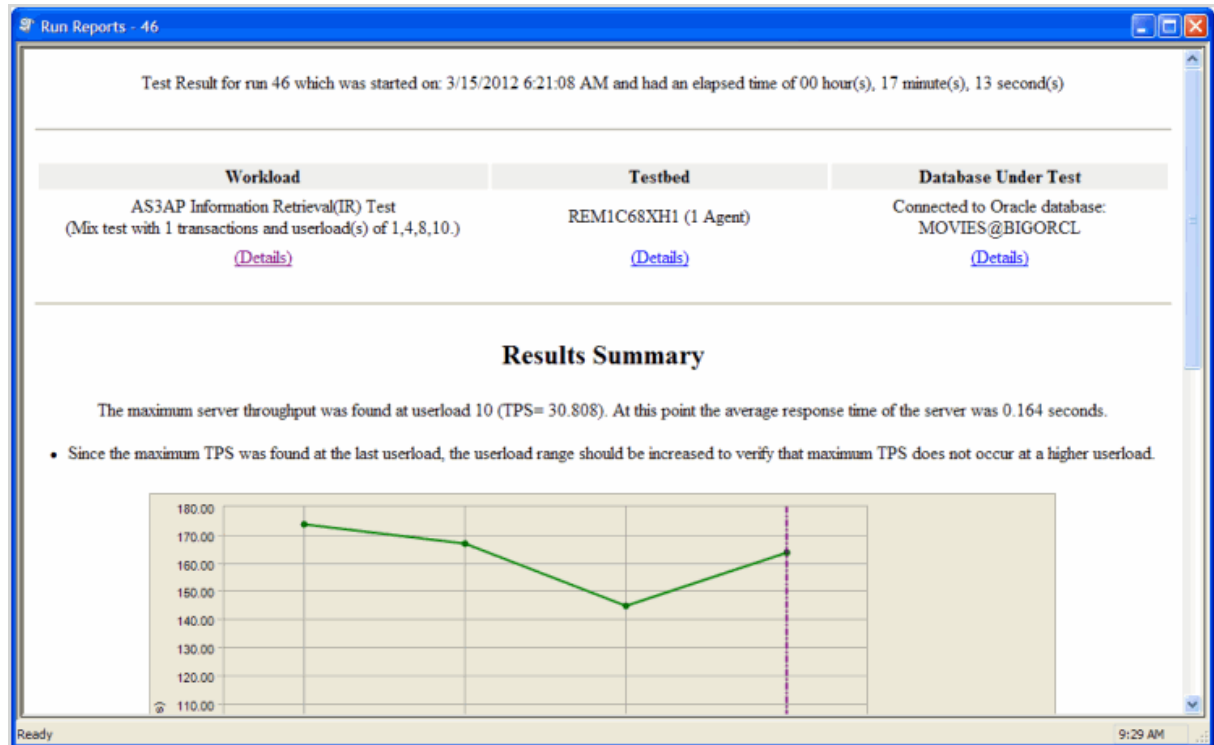 Run Reports - 46
Test Result for run 46 which was started on: 3/15/2012 6:21:08 AM and had an elapsed time of 00 hour(s), 17 minute(s), 13 second(s)
Workload Testbed Database Under Test
AS3AP Information Retrieval(IR) Test
(Mix test with 1 transactions and userload(s) of 1,4,8,10.)
(Details)
REM1C68XH1 (1 Agent)
(Details)
Connected to Oracle database:
MOVIES@BIGORCL
(Details)
Results Summary
The maximum server throughput was found at userload 10 (TPS= 30.808). At this point the average response time of the server was 0.164 seconds.
• Since the maximum TPS was found at the last userload, the userload range should be increased to verify that maximum TPS does not occur at a higher userload.
180.00
170.00
160.00
150.00
140.00
130.00
120.00
110.00
Ready
9:29 AM